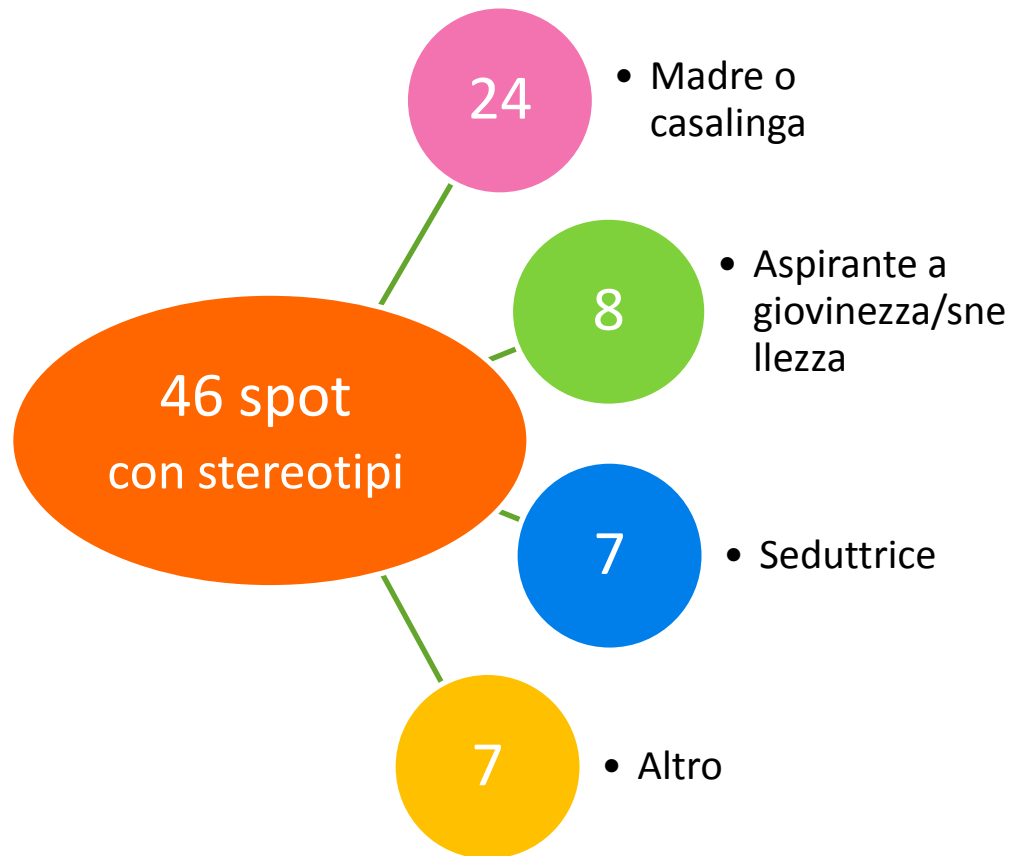 24
• Madre o
casalinga
8
• Aspirante a
giovinezza/sne
llezza
46 spot
con stereotipi
7
• Seduttrice
7
• Altro